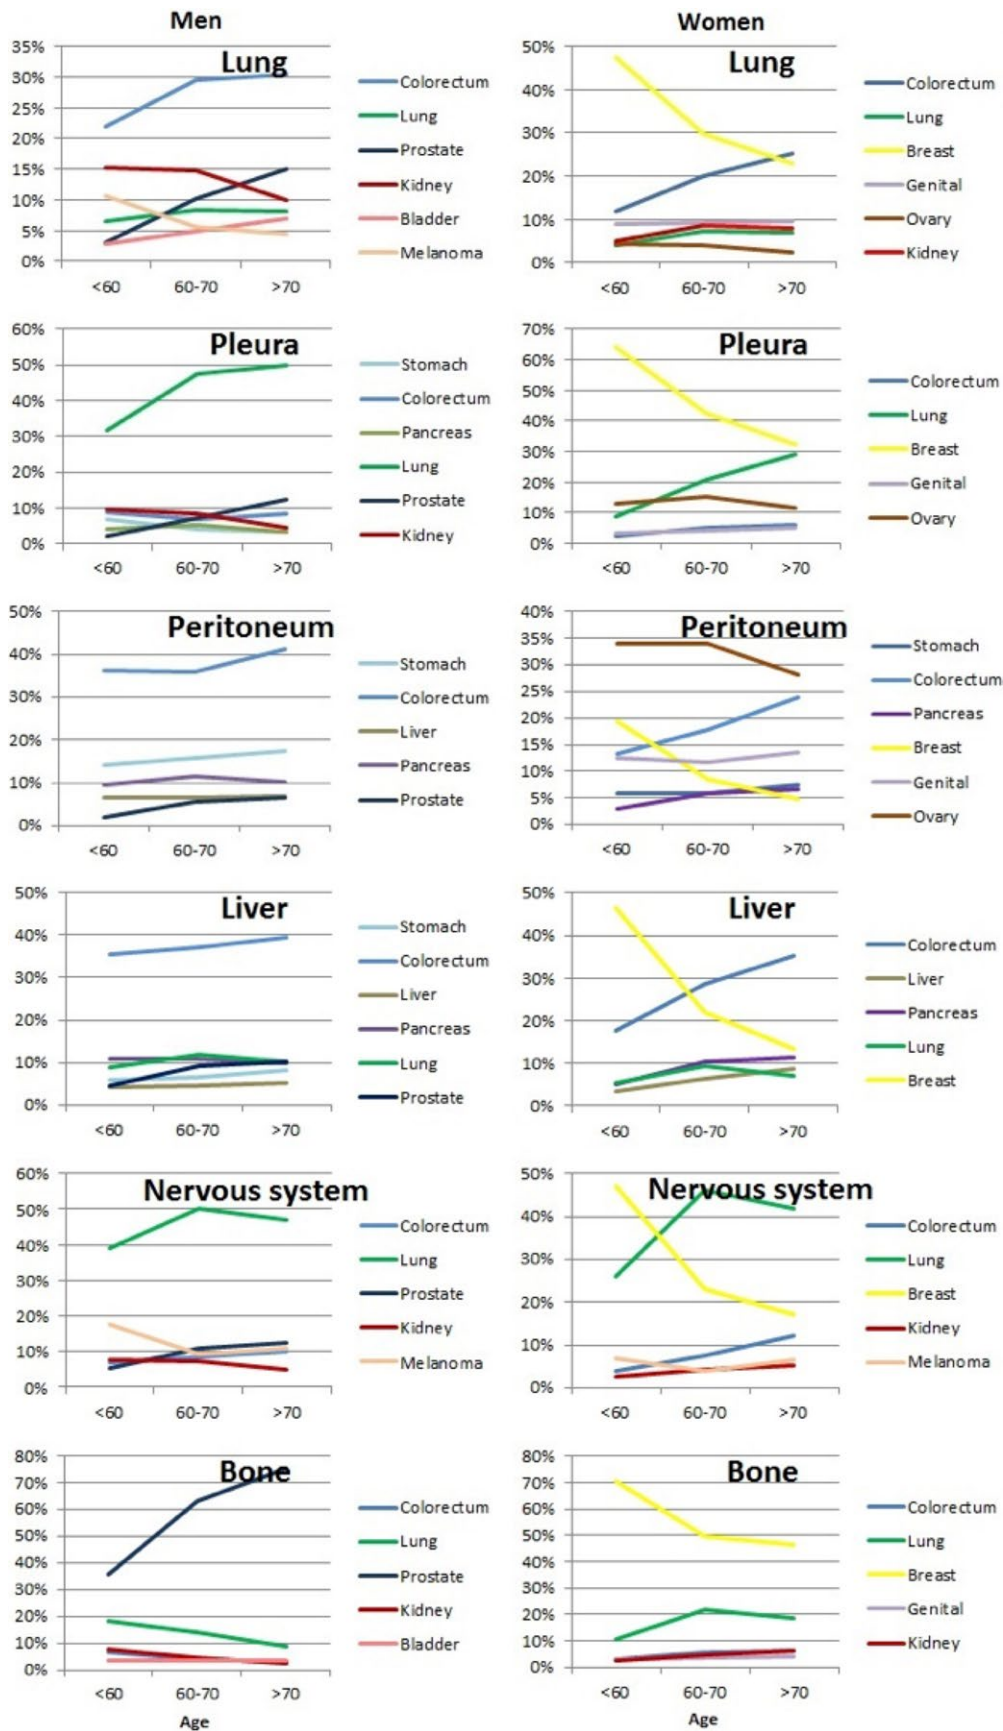 Men
Lung
35%
30%
25%
20%
15%
10%
5%
0%
<60
60-70
>70
Colorectum
Lung
Prostate
Kidney
Bladder
Melanoma
Women
Lung
50%
40%
30%
20%
10%
0%
<60
60-70
>70
Colorectum
Lung
Breast
Genital
Ovary
Kidney
Pleura
60%
50%
40%
30%
20%
10%
0%
<60
60-70
>70
Stomach
Colorectum
Pancreas
Lung
Prostate
Kidney
Pleura
70%
60%
50%
40%
30%
20%
10%
0%
<60
60-70
>70
Colorectum
Lung
Breast
Genital
Ovary
Peritoneum
50%
40%
30%
20%
10%
0%
<60
60-70
>70
Stomach
Colorectum
Liver
Pancreas
Prostate
Peritoneum
40%
35%
30%
25%
20%
15%
10%
5%
0%
<60
60-70
>70
Stomach
Colorectum
Pancreas
Breast
Genital
Ovary
Liver
50%
40%
30%
20%
10%
0%
<60
60-70
>70
Stomach
Colorectum
Liver
Pancreas
Lung
Prostate
Liver
50%
40%
30%
20%
10%
0%
<60
60-70
>70
Colorectum
Liver
Pancreas
Lung
Breast
Nervous system
60%
50%
40%
30%
20%
10%
0%
<60
60-70
>70
Colorectum
Lung
Prostate
Kidney
Melanoma
Nervous system
50%
40%
30%
20%
10%
0%
<60
60-70
>70
Colorectum
Lung
Breast
Kidney
Melanoma
Bone
80%
70%
60%
50%
40%
30%
20%
10%
0%
<60
60-70
>70
Age
Colorectum
Lung
Prostate
Kidney
Bladder
Bone
80%
70%
60%
50%
40%
30%
20%
10%
0%
<60
60-70
>70
Age
Colorectum
Lung
Breast
Genital
Kidney